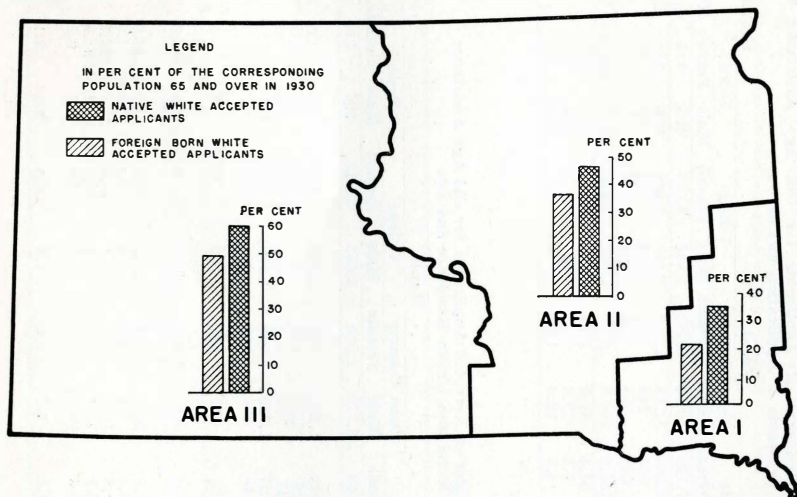 LEGEND
IN PER CENT OF THE CORRESPONDING
POPULATION 65 AND OVER IN 1930
NATIVE WHITE ACCEPTED
APPLICANTS
FOREIGN BORN WHITE
ACCEPTED APPLICANTS
PER CENT
60
50
40
30
20
10
0
AREA III
PER CENT
50
40
30
20
10
0
AREA II
PER CENT
40
30
20
10
0
AREA I